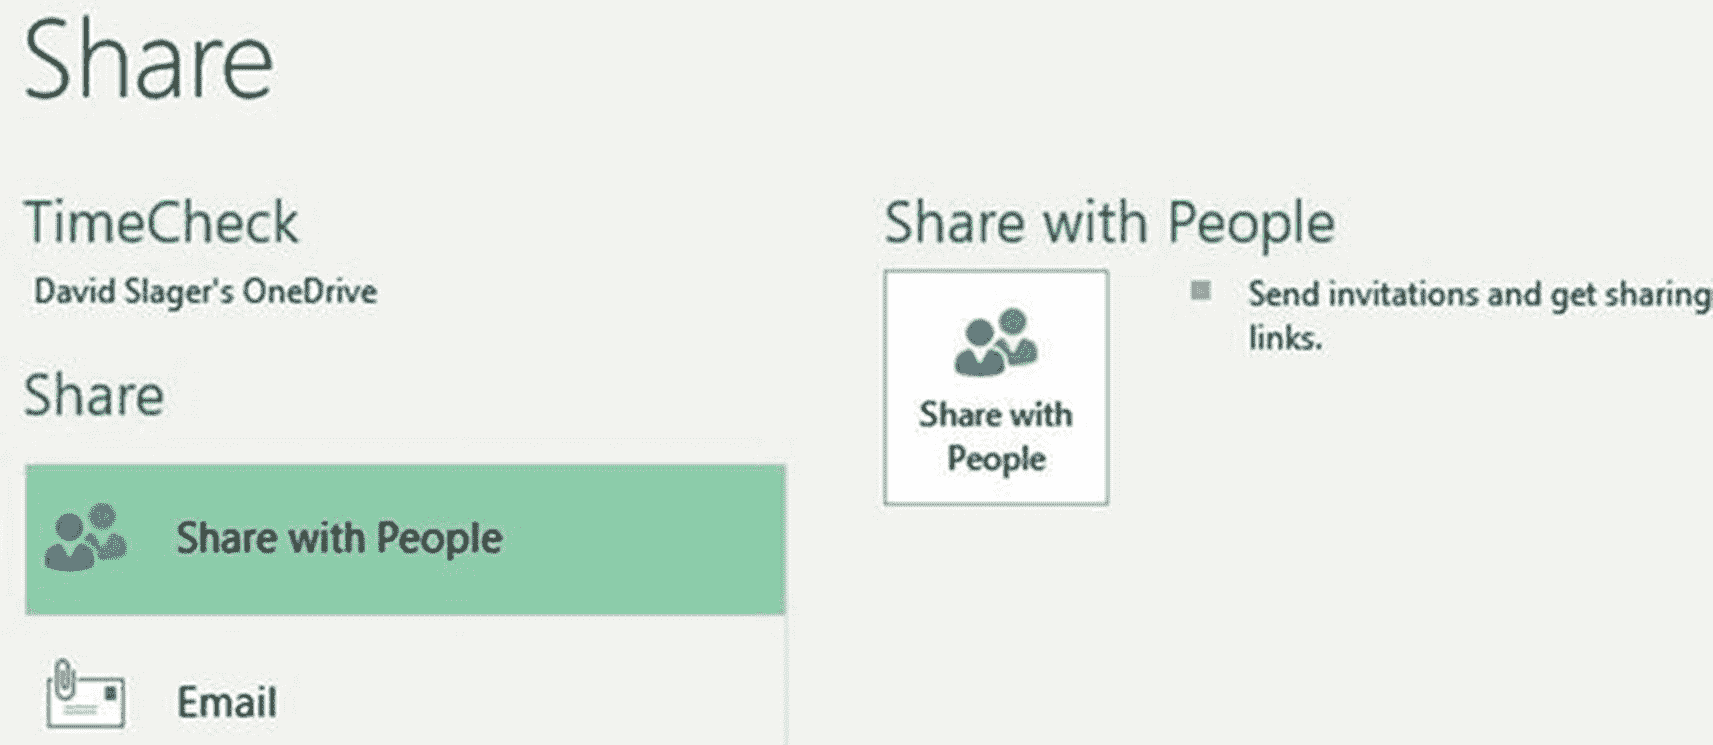 Share
TimeCheck
David Slager's OneDrive
Share
Share with People
Email
Share with People
Share with
People
Send invitations and get sharing
links.